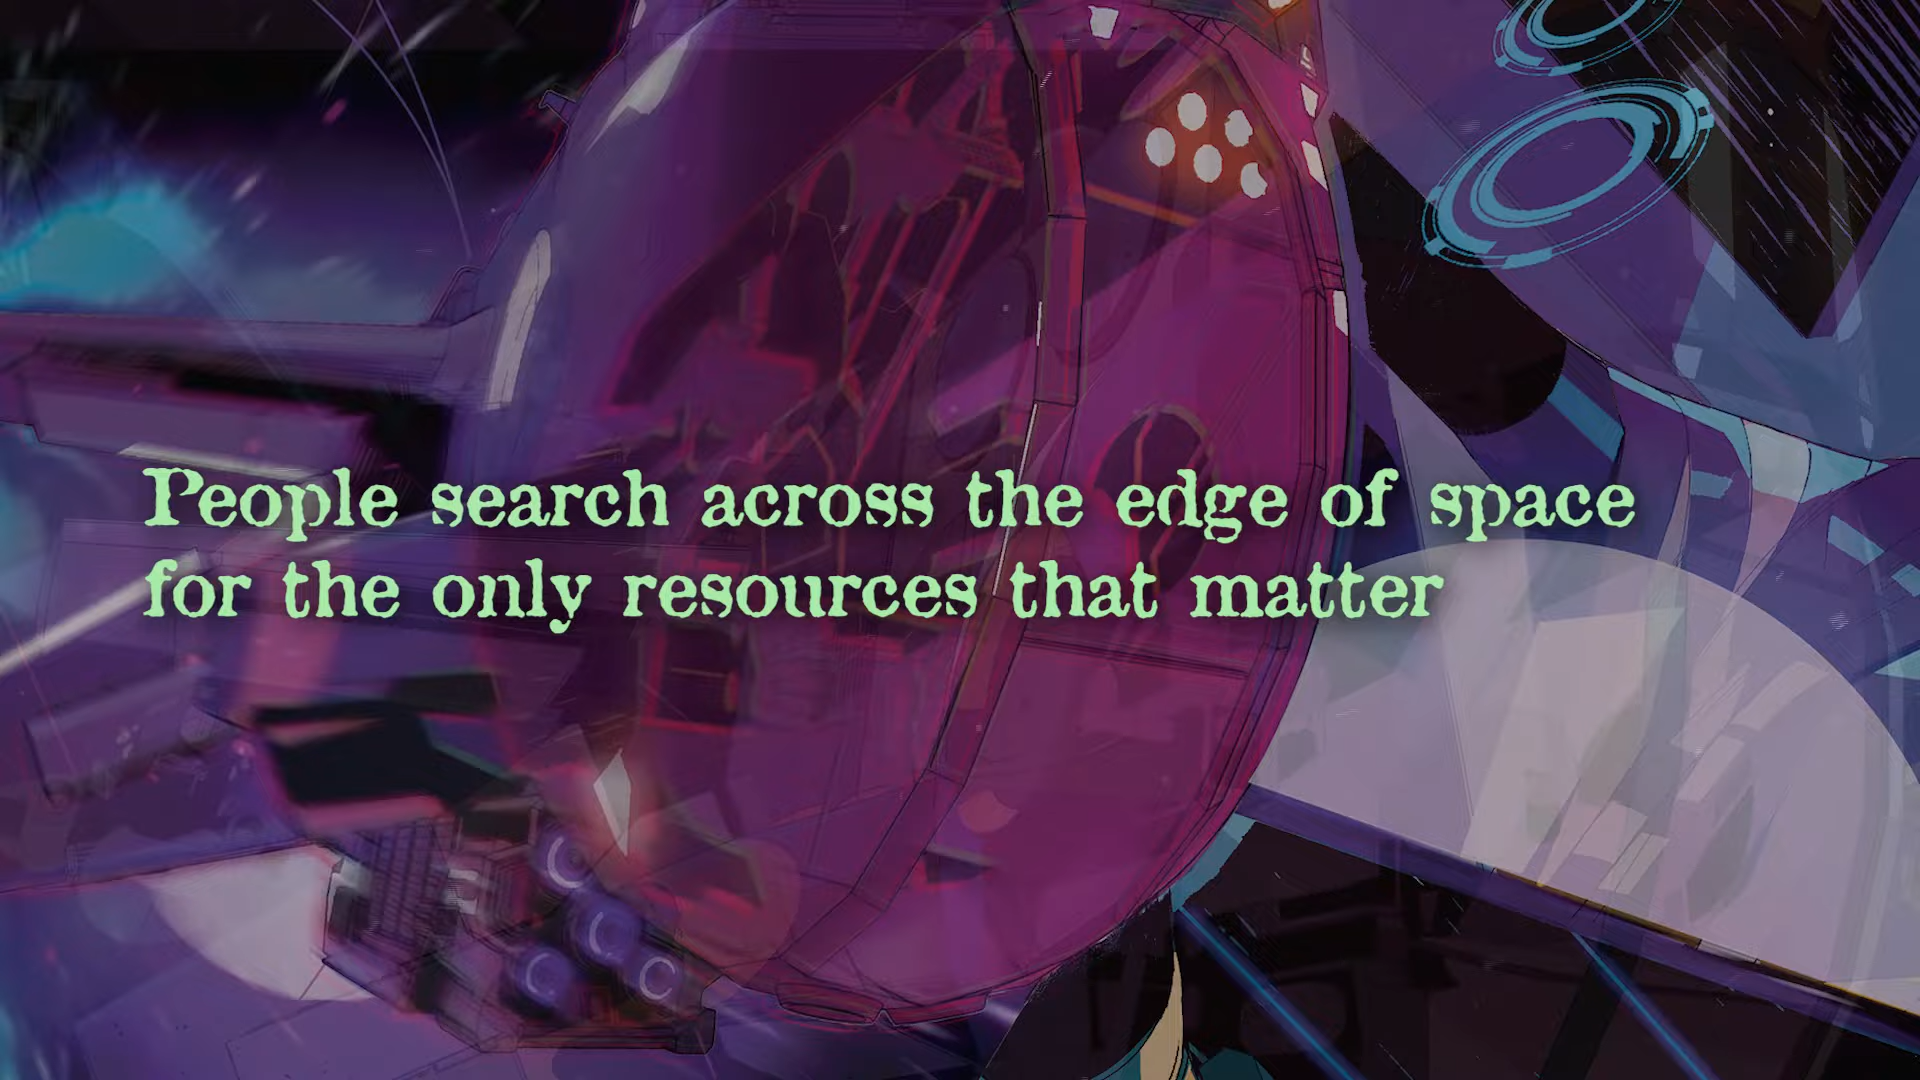 People search across the edge of space
for the only resources that matter